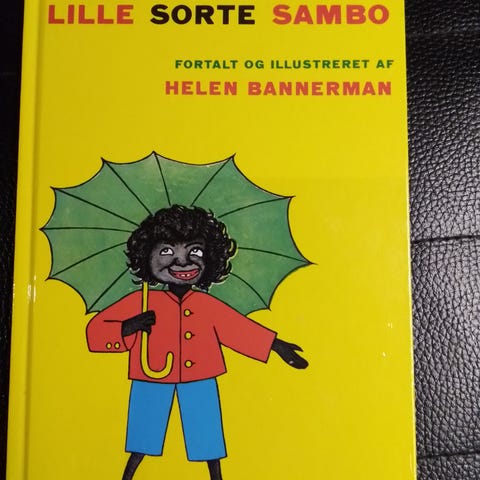 LILLE SORTE SAMBO
FORTALT OG ILLUSTRERET AF
HELEN BANNERMAN